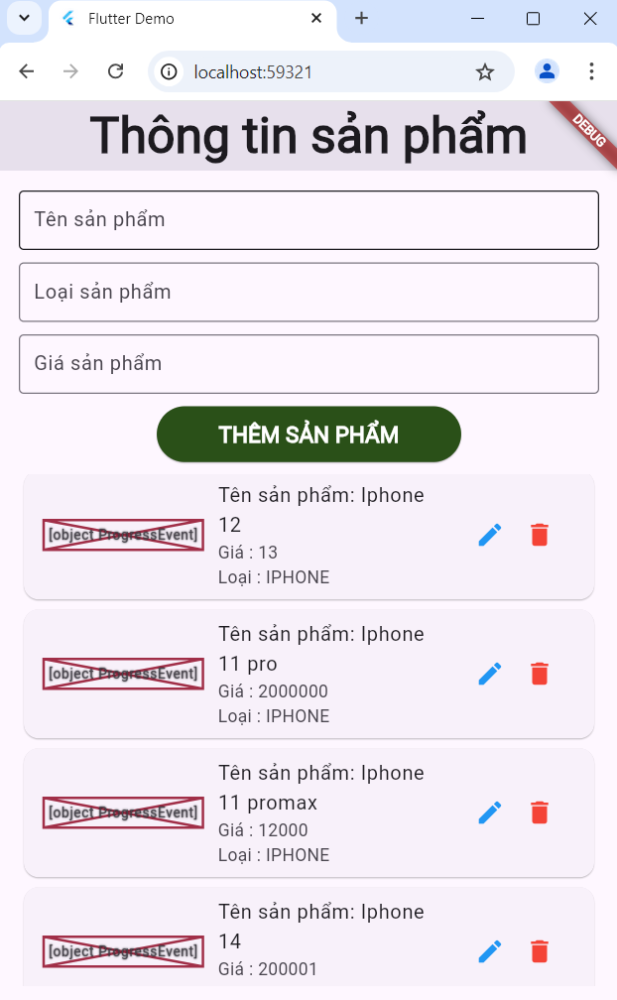 Flutter Demo
localhost:59321
Thông tin sản phẩm
DEBUG
Tên sản phẩm
Loại sản phẩm
Giá sản phẩm
THÊM SẢN PHẨM
[object ProgressEvent]
Tên sản phẩm: Iphone
12
Giá : 13
Loại : IPHONE
[object ProgressEvent]
Tên sản phẩm: Iphone
11 pro
Giá : 2000000
Loại : IPHONE
[object ProgressEvent]
Tên sản phẩm: Iphone
11 promax
Giá : 12000
Loại : IPHONE
[object ProgressEvent]
Tên sản phẩm: Iphone
14
Giá : 200001